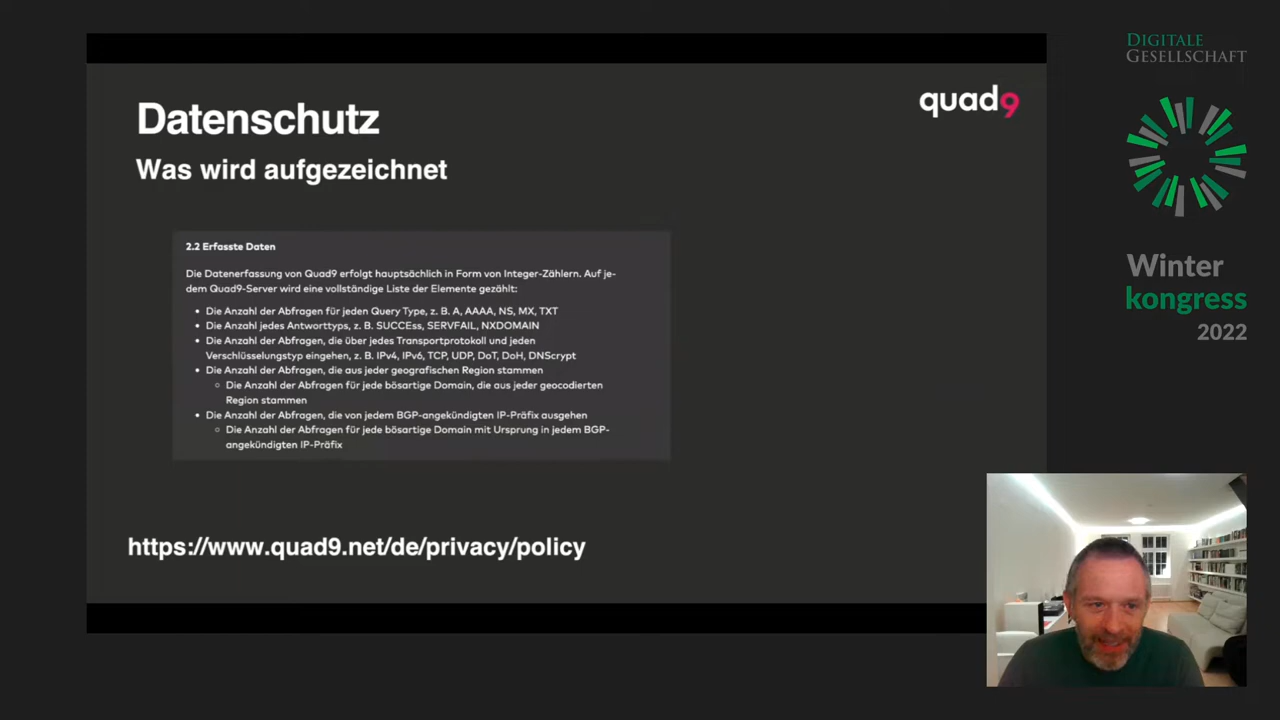 Datenschutz
Was wird aufgezeichnet
quad9
2.2 Erfasste Daten
Die Datenerfassung von Quad9 erfolgt hauptsächlich in Form von Integer-Zählern. Auf je-
dem Quad9-Server wird eine vollständige Liste der Elemente gezählt:
• Die Anzahl der Abfragen für jeden Query Type, z. B. A, AAAA, NS, MX, TXT
• Die Anzahl jedes Antworttyps, z. B. SUCCEss, SERVFAIL, NXDOMAIN
• Die Anzahl der Abfragen, die über jedes Transportprotokoll und jeden
Verschlüsselungstyp eingehen, z. B. IPv4, IPv6, TCP, UDP, DoT, DoH, DNScrypt
• Die Anzahl der Abfragen, die aus jeder geografischen Region stammen
○ Die Anzahl der Abfragen für jede bösartige Domain, die aus jeder geocodierten
Region stammen
• Die Anzahl der Abfragen, die von jedem BGP-angekündigten IP-Präfix ausgehen
○ Die Anzahl der Abfragen für jede bösartige Domain mit Ursprung in jedem BGP-
angekündigten IP-Präfix
https://www.quad9.net/de/privacy/policy
DIGITALE
GESELLSCHAFT
Winter
kongress
2022